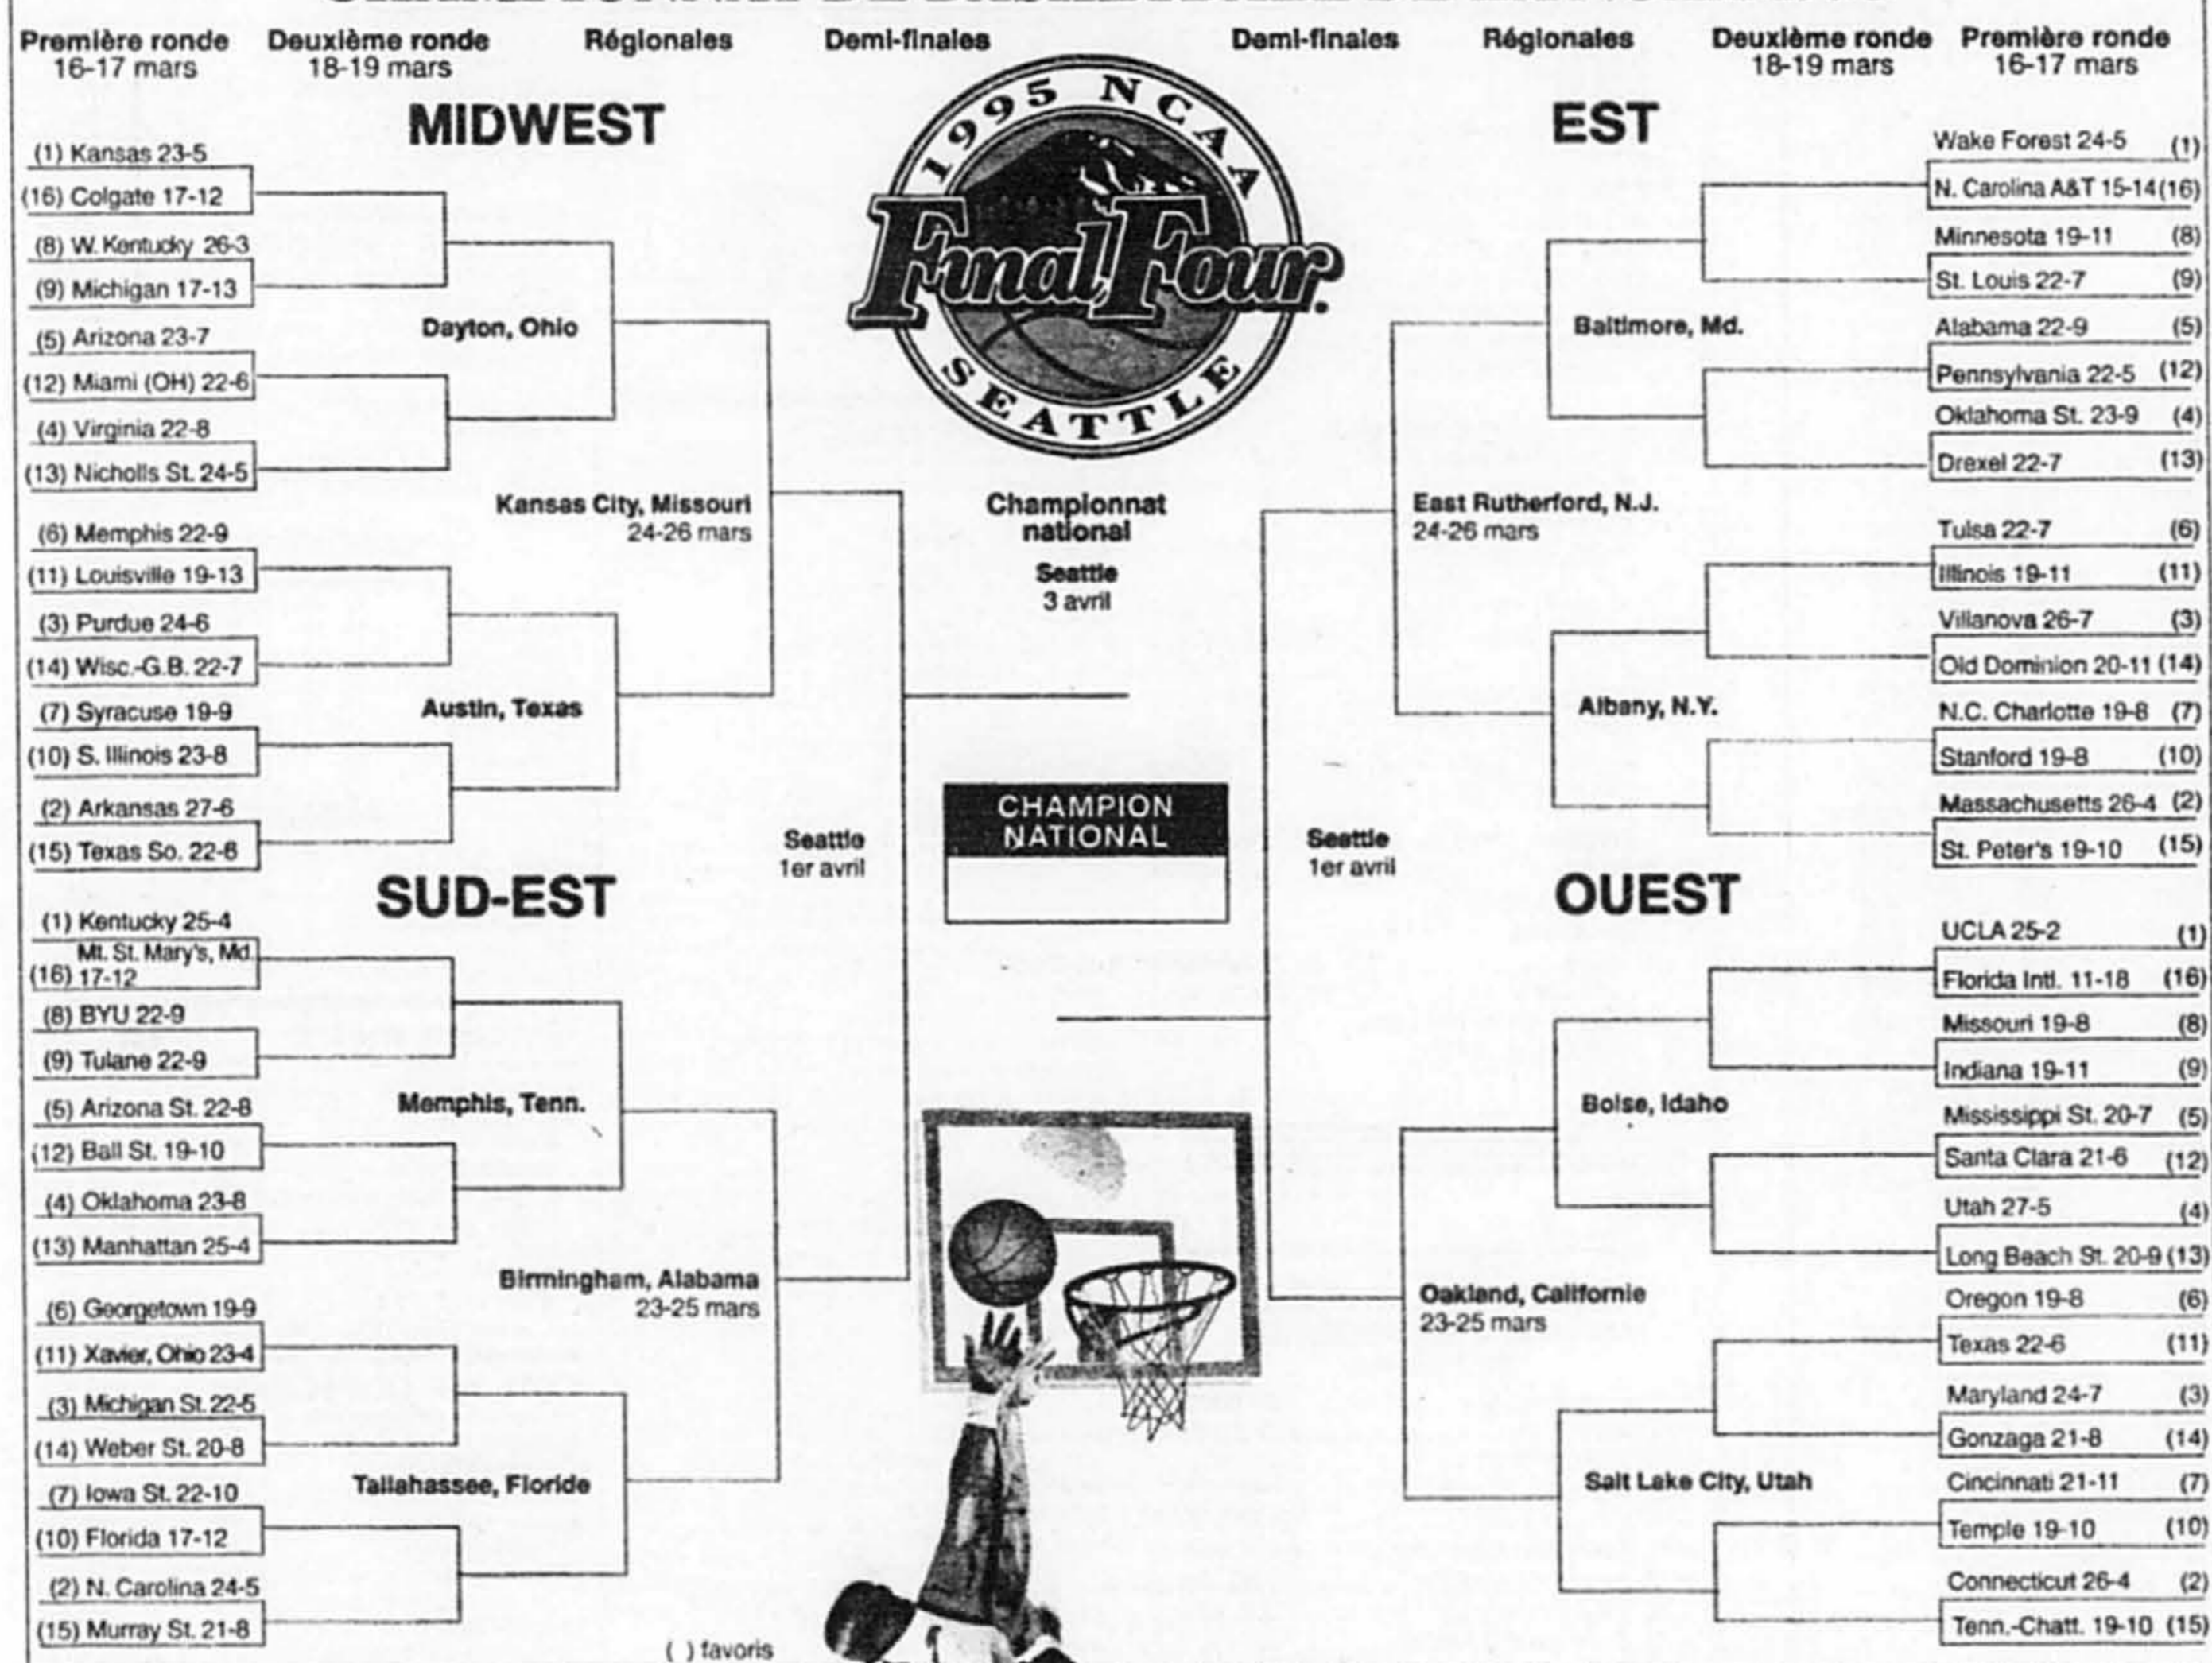 Première ronde
16-17 mars
Deuxième ronde
18-19 mars
Régionales
Demi-finales
Demi-finales
Régionales
Deuxième ronde
18-19 mars
Première ronde
16-17 mars
MIDWEST
(1) Kansas 23-5
(16) Colgate 17-12
(8) W. Kentucky 26-3
(9) Michigan 17-13
Dayton, Ohio
(5) Arizona 23-7
(12) Miami (OH) 22-6
(4) Virginia 22-8
(13) Nicholls St. 24-5
Kansas City, Missouri
24-26 mars
(6) Memphis 22-9
(11) Louisville 19-13
(3) Purdue 24-6
(14) Wisc.-G.B. 22-7
Austin, Texas
(7) Syracuse 19-9
(10) S. Illinois 23-8
(2) Arkansas 27-6
(15) Texas So. 22-6
SUD-EST
(1) Kentucky 25-4
Mt. St. Mary's, Md.
(16) 17-12
(8) BYU 22-9
(9) Tulane 22-9
Memphis, Tenn.
(5) Arizona St. 22-8
(12) Ball St. 19-10
(4) Oklahoma 23-8
(13) Manhattan 25-4
Birmingham, Alabama
23-25 mars
(6) Georgetown 19-9
(11) Xavier, Ohio 23-4
(3) Michigan St. 22-5
(14) Weber St. 20-8
Tallahassee, Floride
(7) Iowa St. 22-10
(10) Florida 17-12
(2) N. Carolina 24-5
(15) Murray St. 21-8
( ) favoris
1995 NCAA
Final Four
SEATTLE
Championnat
national
Seattle
3 avril
Seattle
1er avril
CHAMPION
NATIONAL
Seattle
1er avril
EST
Wake Forest 24-5 (1)
N. Carolina A&T 15-14 (16)
Minnesota 19-11 (8)
St. Louis 22-7 (9)
Baltimore, Md.
Alabama 22-9 (5)
Pennsylvania 22-5 (12)
Oklahoma St. 23-9 (4)
Drexel 22-7 (13)
East Rutherford, N.J.
24-26 mars
Tulsa 22-7 (6)
Illinois 19-11 (11)
Villanova 26-7 (3)
Old Dominion 20-11 (14)
Albany, N.Y.
N.C. Charlotte 19-8 (7)
Stanford 19-8 (10)
Massachusetts 26-4 (2)
St. Peter's 19-10 (15)
OUEST
UCLA 25-2 (1)
Florida Intl. 11-18 (16)
Missouri 19-8 (8)
Indiana 19-11 (9)
Boise, Idaho
Mississippi St. 20-7 (5)
Santa Clara 21-6 (12)
Utah 27-5 (4)
Long Beach St. 20-9 (13)
Oakland, Californie
23-25 mars
Oregon 19-8 (6)
Texas 22-6 (11)
Maryland 24-7 (3)
Gonzaga 21-8 (14)
Salt Lake City, Utah
Cincinnati 21-11 (7)
Temple 19-10 (10)
Connecticut 26-4 (2)
Tenn.-Chatt. 19-10 (15)